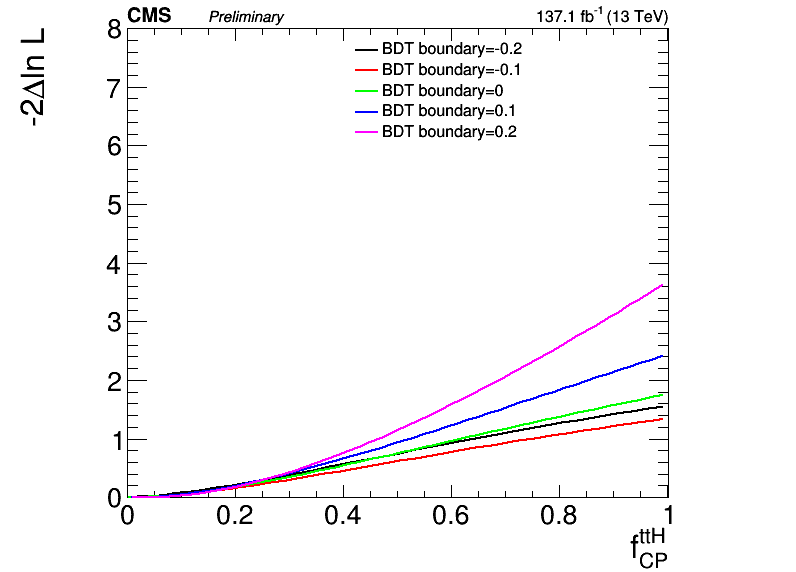 CMS Preliminary 137.1 fb⁻¹ (13 TeV)
-2Δln L
BDT boundary=-0.2
BDT boundary=-0.1
BDT boundary=0
BDT boundary=0.1
BDT boundary=0.2
8
7
6
5
4
3
2
1
0
0 0.2 0.4 0.6 0.8 1
f_CP^ttH